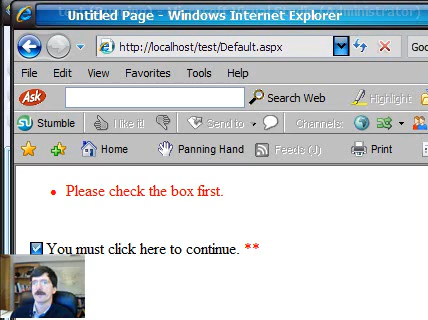 Untitled Page - Windows Internet Explorer
http://localhost/test/Default.aspx
Goo
File Edit View Favorites Tools Help
Ask Search Web Highlight
Stumble I like it! Send to Channels:
Home Panning Hand Feeds (J) Print
• Please check the box first.
You must click here to continue. **